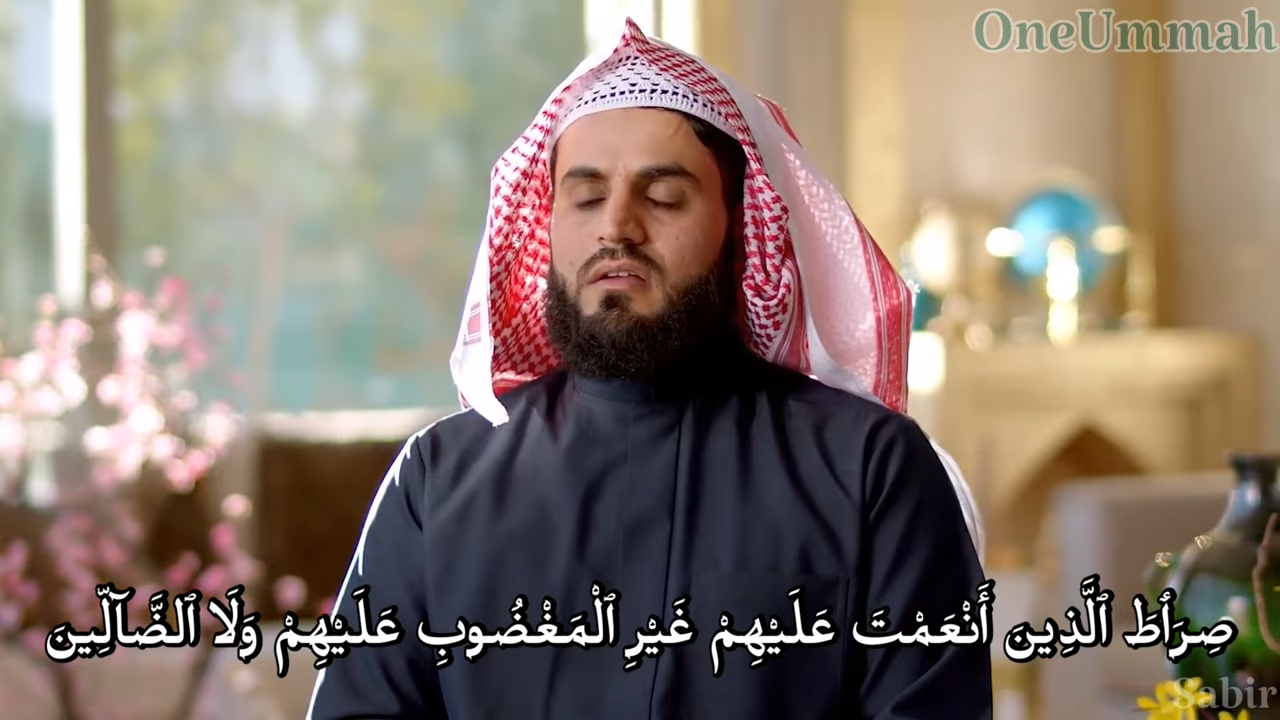 OneUmmah
صِرَٰطَ ٱلَّذِينَ أَنْعَمْتَ عَلَيْهِمْ غَيْرِ ٱلْمَغْضُوبِ عَلَيْهِمْ وَلَا ٱلضَّآلِّينَ
Sabir